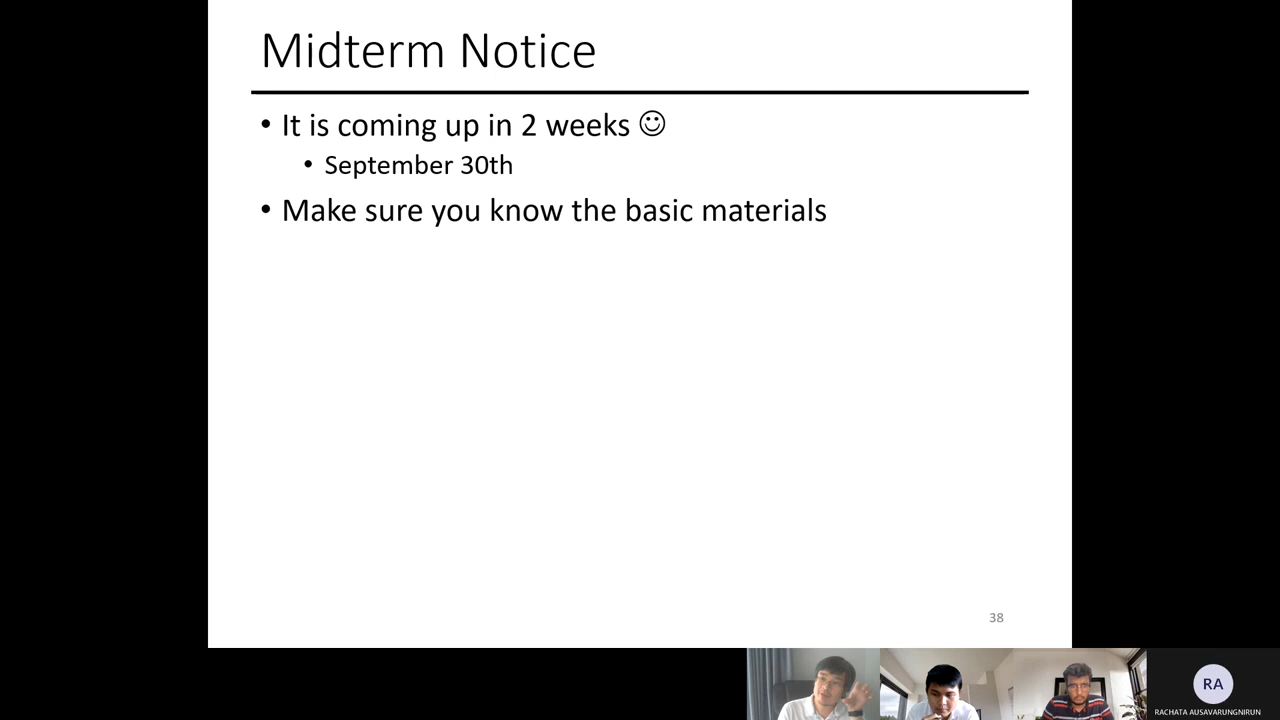 Midterm Notice
• It is coming up in 2 weeks ☺
• September 30th
• Make sure you know the basic materials
38
RA
RACHATA AUSAVARUNGNIRUN